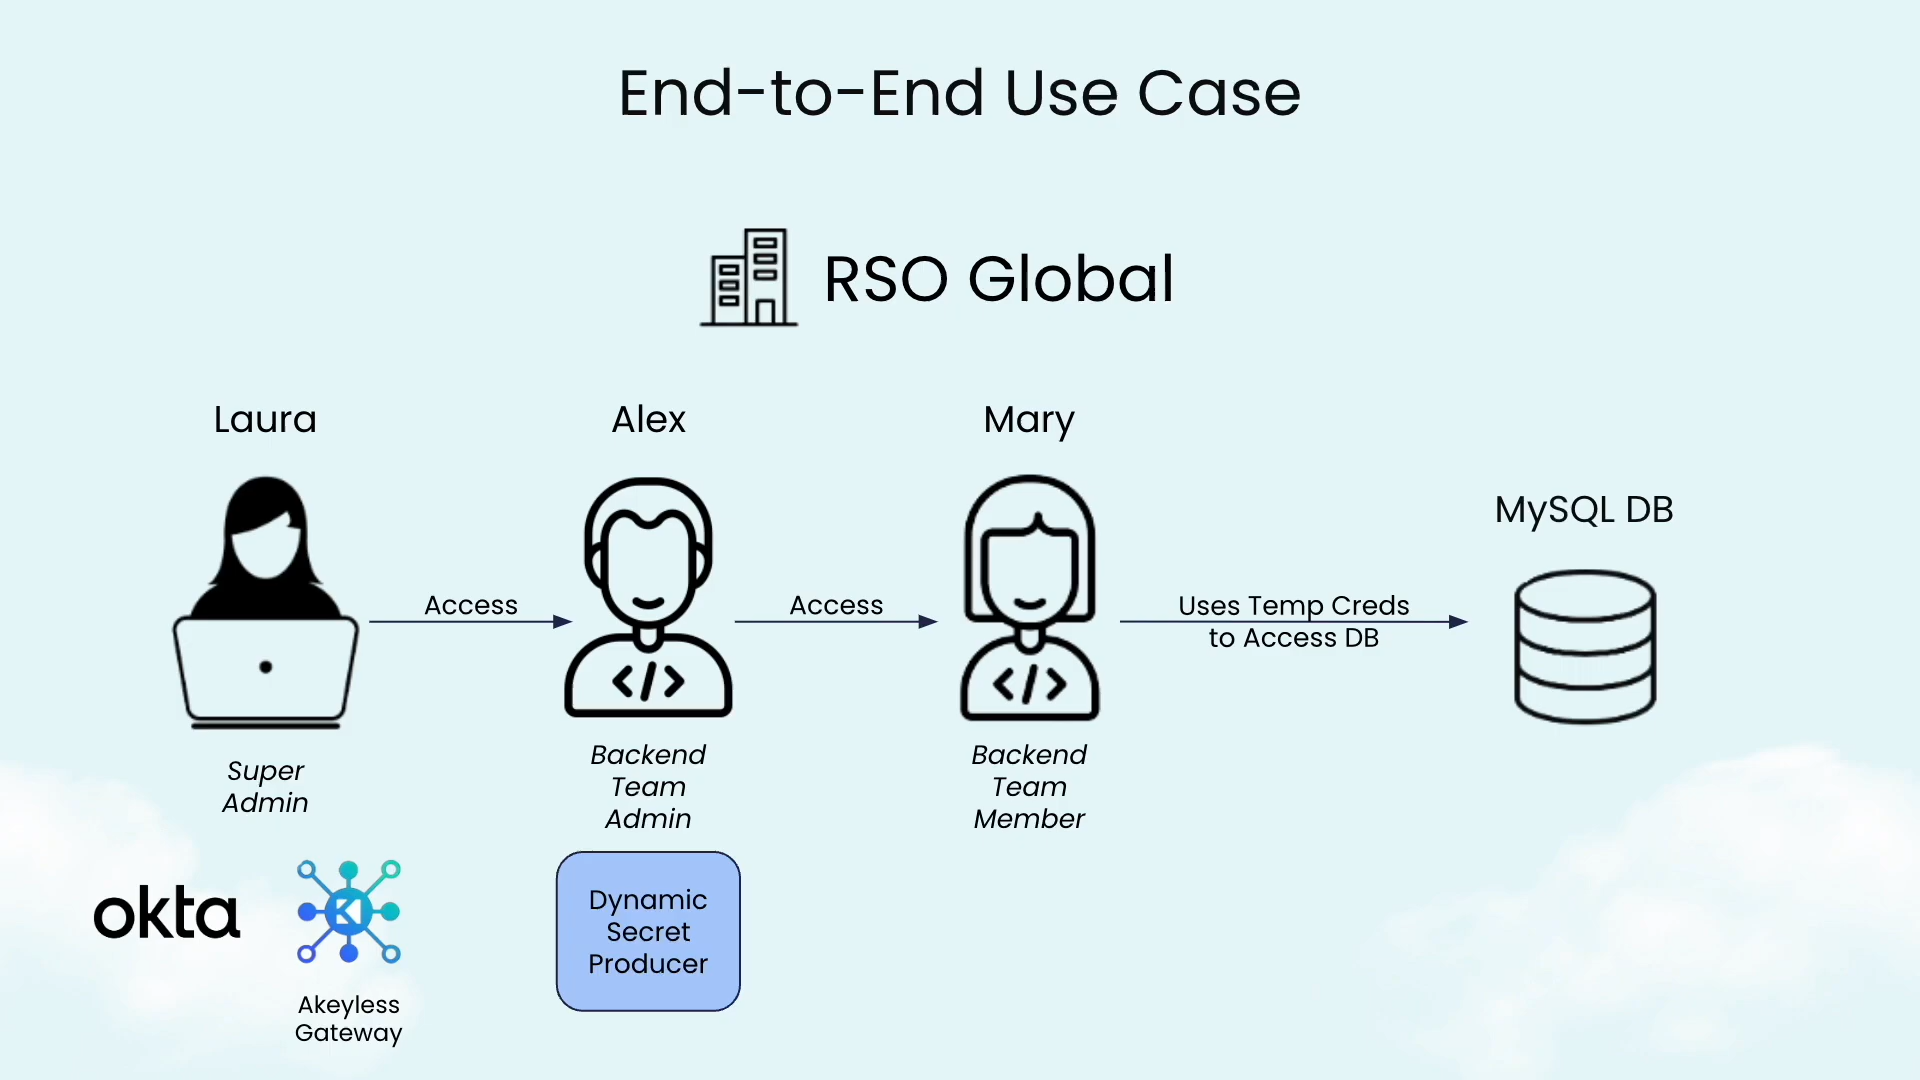 End-to-End Use Case
RSO Global
Laura
Alex
Mary
MySQL DB
Access
Access
Uses Temp Creds
to Access DB
Super
Admin
Backend
Team
Admin
Backend
Team
Member
okta
Akeyless
Gateway
Dynamic
Secret
Producer